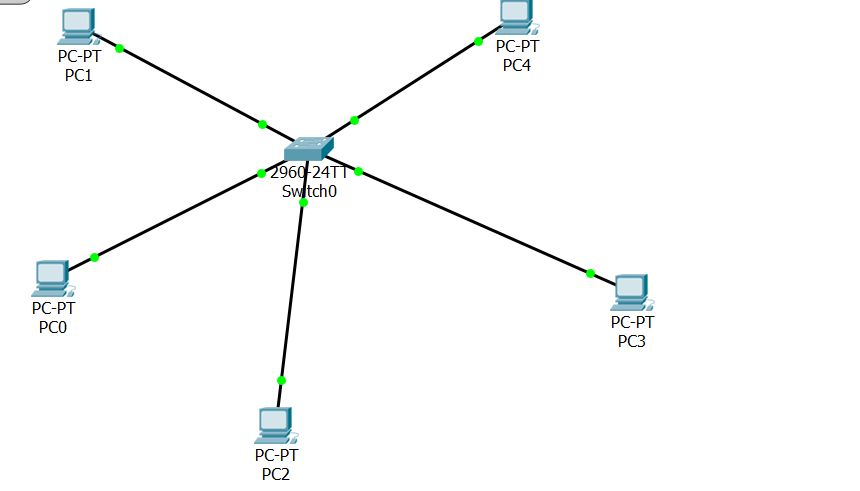 PC-PT
PC1
PC-PT
PC4
2960-24TT
Switch0
PC-PT
PC0
PC-PT
PC3
PC-PT
PC2